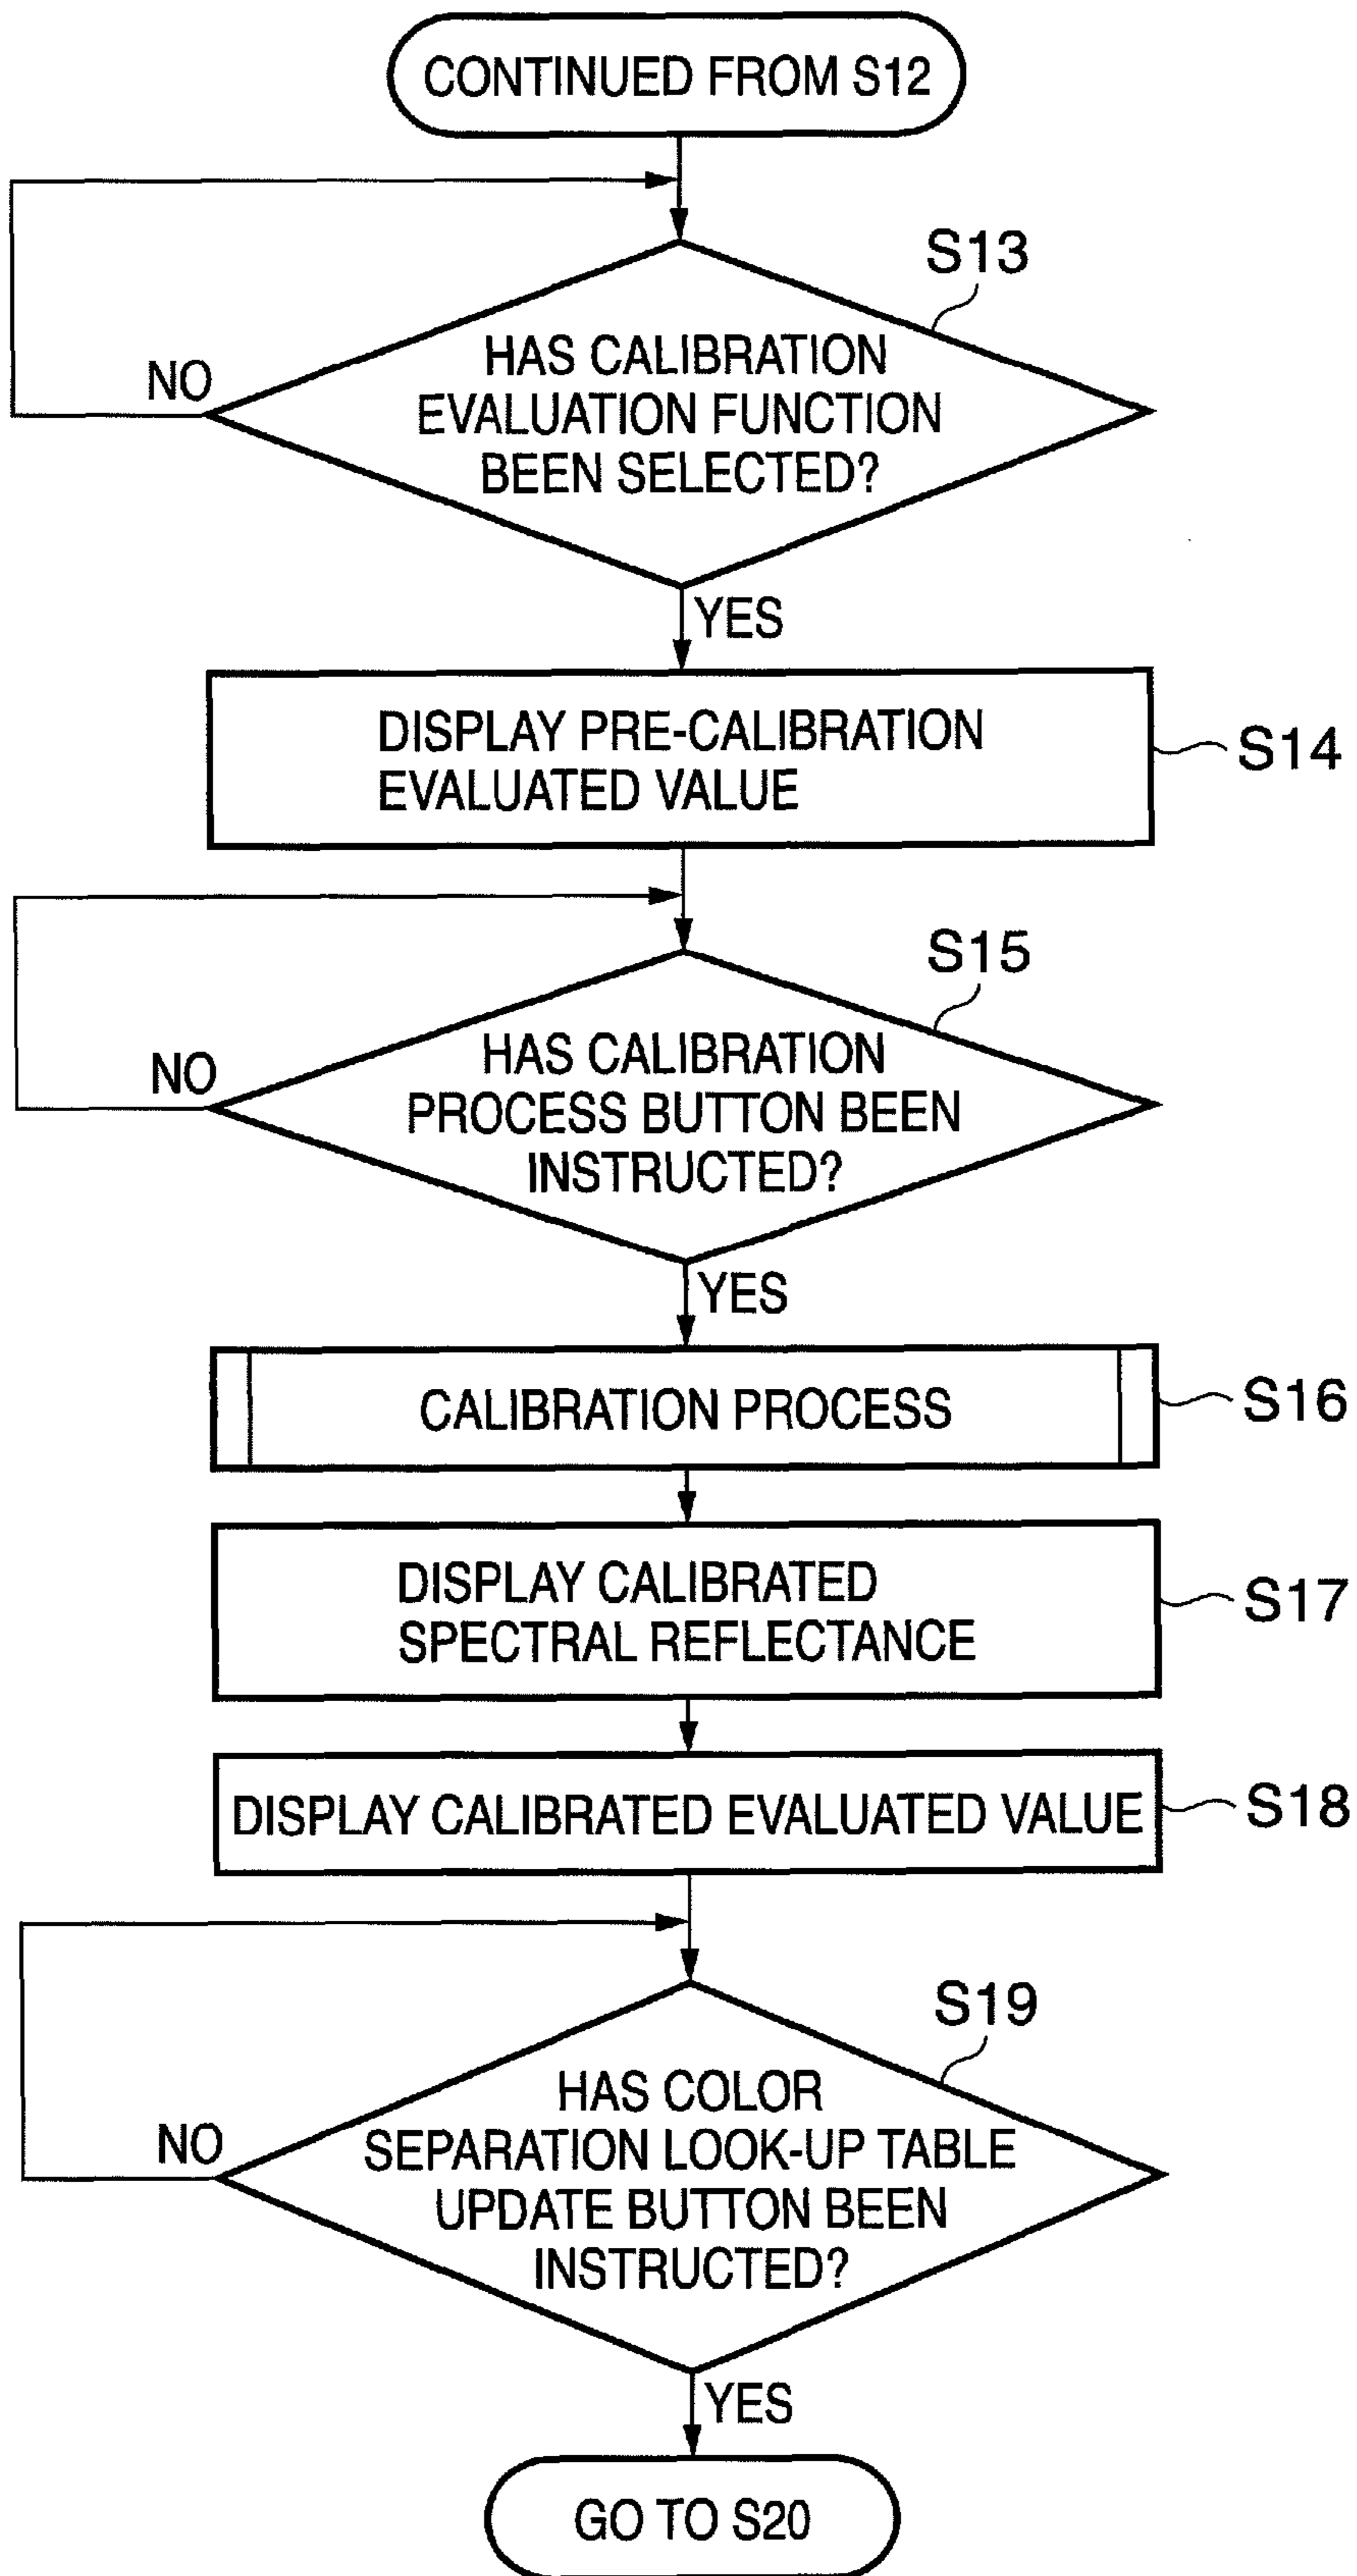 CONTINUED FROM S12
S13
HAS CALIBRATION
EVALUATION FUNCTION
BEEN SELECTED?
NO
YES
DISPLAY PRE-CALIBRATION
EVALUATED VALUE
S14
S15
HAS CALIBRATION
PROCESS BUTTON BEEN
INSTRUCTED?
NO
YES
CALIBRATION PROCESS
S16
DISPLAY CALIBRATED
SPECTRAL REFLECTANCE
S17
DISPLAY CALIBRATED EVALUATED VALUE
S18
S19
HAS COLOR
SEPARATION LOOK-UP TABLE
UPDATE BUTTON BEEN
INSTRUCTED?
NO
YES
GO TO S20